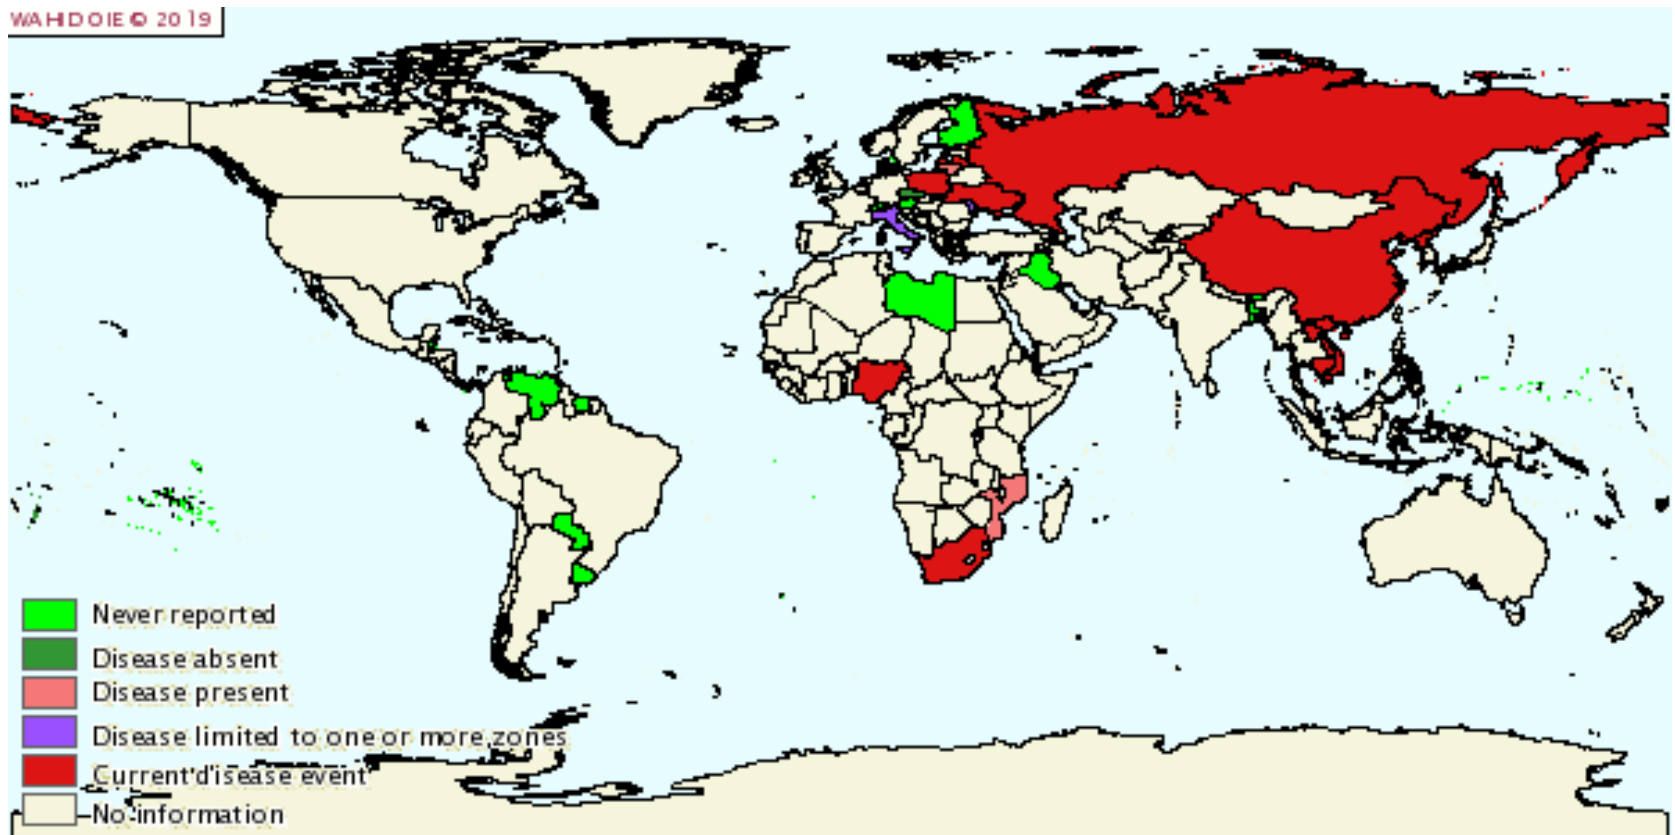 WAHID OIE © 2019
Never reported
Disease absent
Disease present
Disease limited to one or more zones
Current disease event
No information